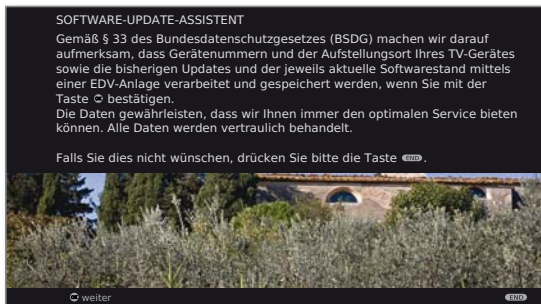 SOFTWARE-UPDATE-ASSISTENT
Gemäß § 33 des Bundesdatenschutzgesetzes (BSDG) machen wir darauf
aufmerksam, dass Gerätenummern und der Aufstellungsort Ihres TV-Gerätes
sowie die bisherigen Updates und der jeweils aktuelle Softwarestand mittels
einer EDV-Anlage verarbeitet und gespeichert werden, wenn Sie mit der
Taste bestätigen.
Die Daten gewährleisten, dass wir Ihnen immer den optimalen Service bieten
können. Alle Daten werden vertraulich behandelt.
Falls Sie dies nicht wünschen, drücken Sie bitte die Taste END.
weiter
END